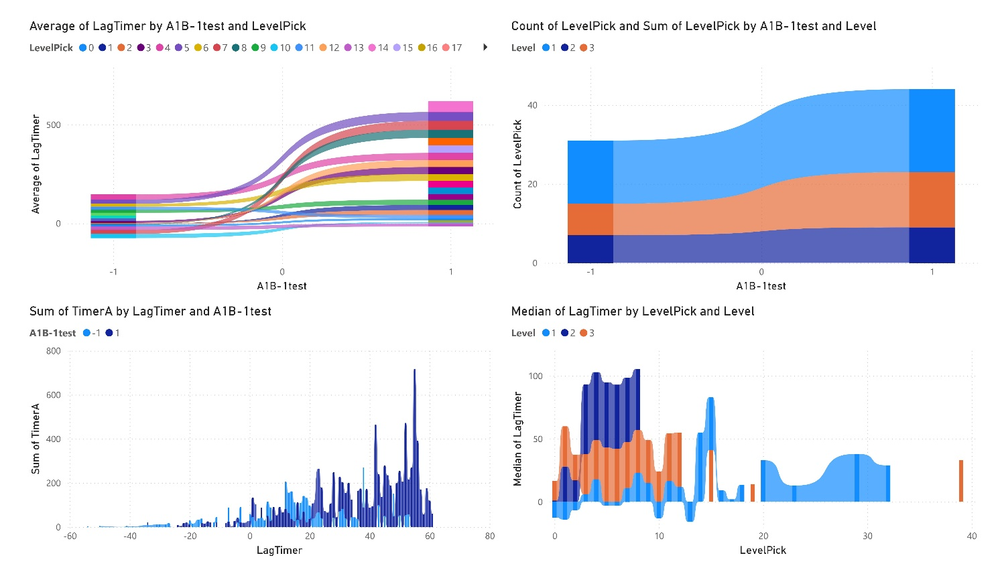 Average of LagTimer by A1B-1test and LevelPick
LevelPick 0 1 2 3 4 5 6 7 8 9 10 11 12 13 14 15 16 17
500
0
Average of LagTimer
-1 0 1
A1B-1test
Count of LevelPick and Sum of LevelPick by A1B-1test and Level
Level 1 2 3
40
20
0
Count of LevelPick
-1 0 1
A1B-1test
Sum of TimerA by LagTimer and A1B-1test
A1B-1test -1 1
800
600
400
200
0
Sum of TimerA
-60 -40 -20 0 20 40 60 80
LagTimer
Median of LagTimer by LevelPick and Level
Level 1 2 3
100
50
0
Median of LagTimer
0 10 20 30 40
LevelPick